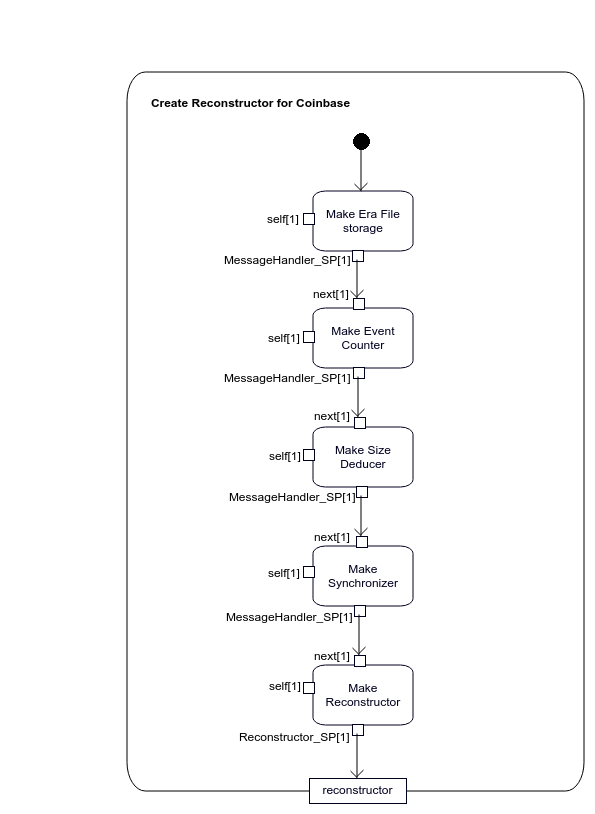 Create Reconstructor for Coinbase
Make Era File
storage
self[1]
MessageHandler_SP[1]
next[1]
Make Event
Counter
self[1]
MessageHandler_SP[1]
next[1]
Make Size
Deducer
self[1]
MessageHandler_SP[1]
next[1]
Make
Synchronizer
self[1]
MessageHandler_SP[1]
next[1]
Make
Reconstructor
self[1]
Reconstructor_SP[1]
reconstructor